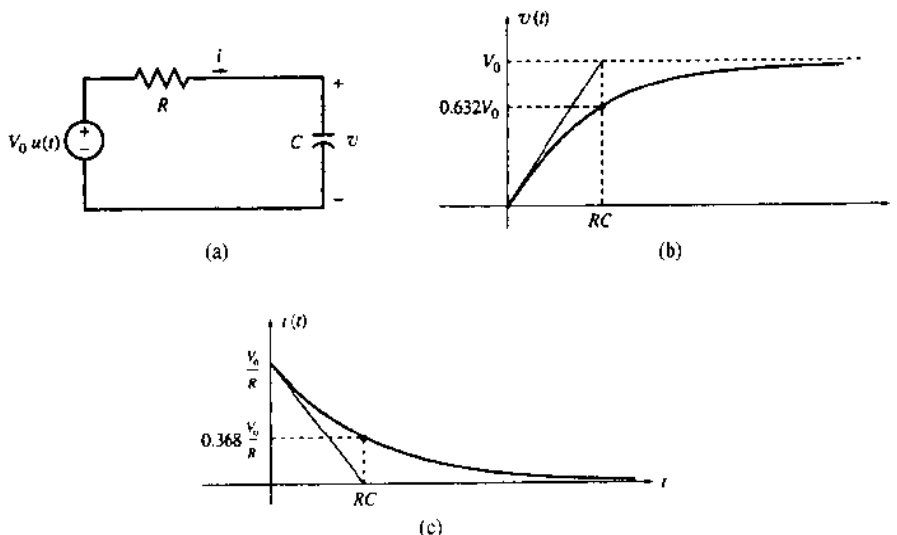 i
R
+
V₀ u(t)
+
−
C
v
−
(a)
v(t)
V₀
0.632V₀
RC
(b)
i(t)
V₀/R
0.368 V₀/R
RC
t
(c)